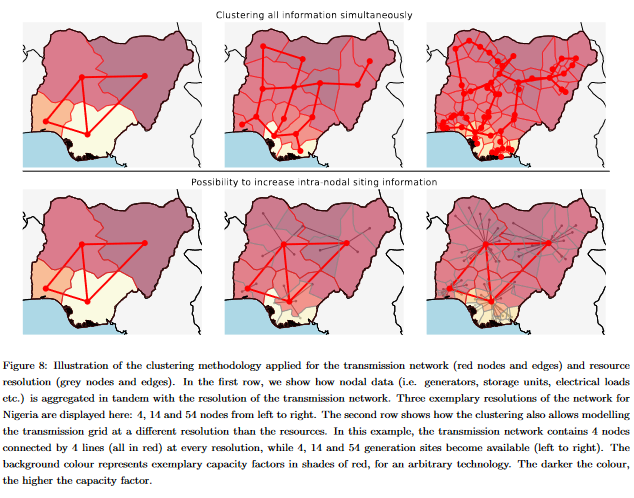 Clustering all information simultaneously
Possibility to increase intra-nodal siting information
Figure 8: Illustration of the clustering methodology applied for the transmission network (red nodes and edges) and resource
resolution (grey nodes and edges). In the first row, we show how nodal data (i.e. generators, storage units, electrical loads
etc.) is aggregated in tandem with the resolution of the transmission network. Three exemplary resolutions of the network for
Nigeria are displayed here: 4, 14 and 54 nodes from left to right. The second row shows how the clustering also allows modelling
the transmission grid at a different resolution than the resources. In this example, the transmission network contains 4 nodes
connected by 4 lines (all in red) at every resolution, while 4, 14 and 54 generation sites become available (left to right). The
background colour represents exemplary capacity factors in shades of red, for an arbitrary technology. The darker the colour,
the higher the capacity factor.